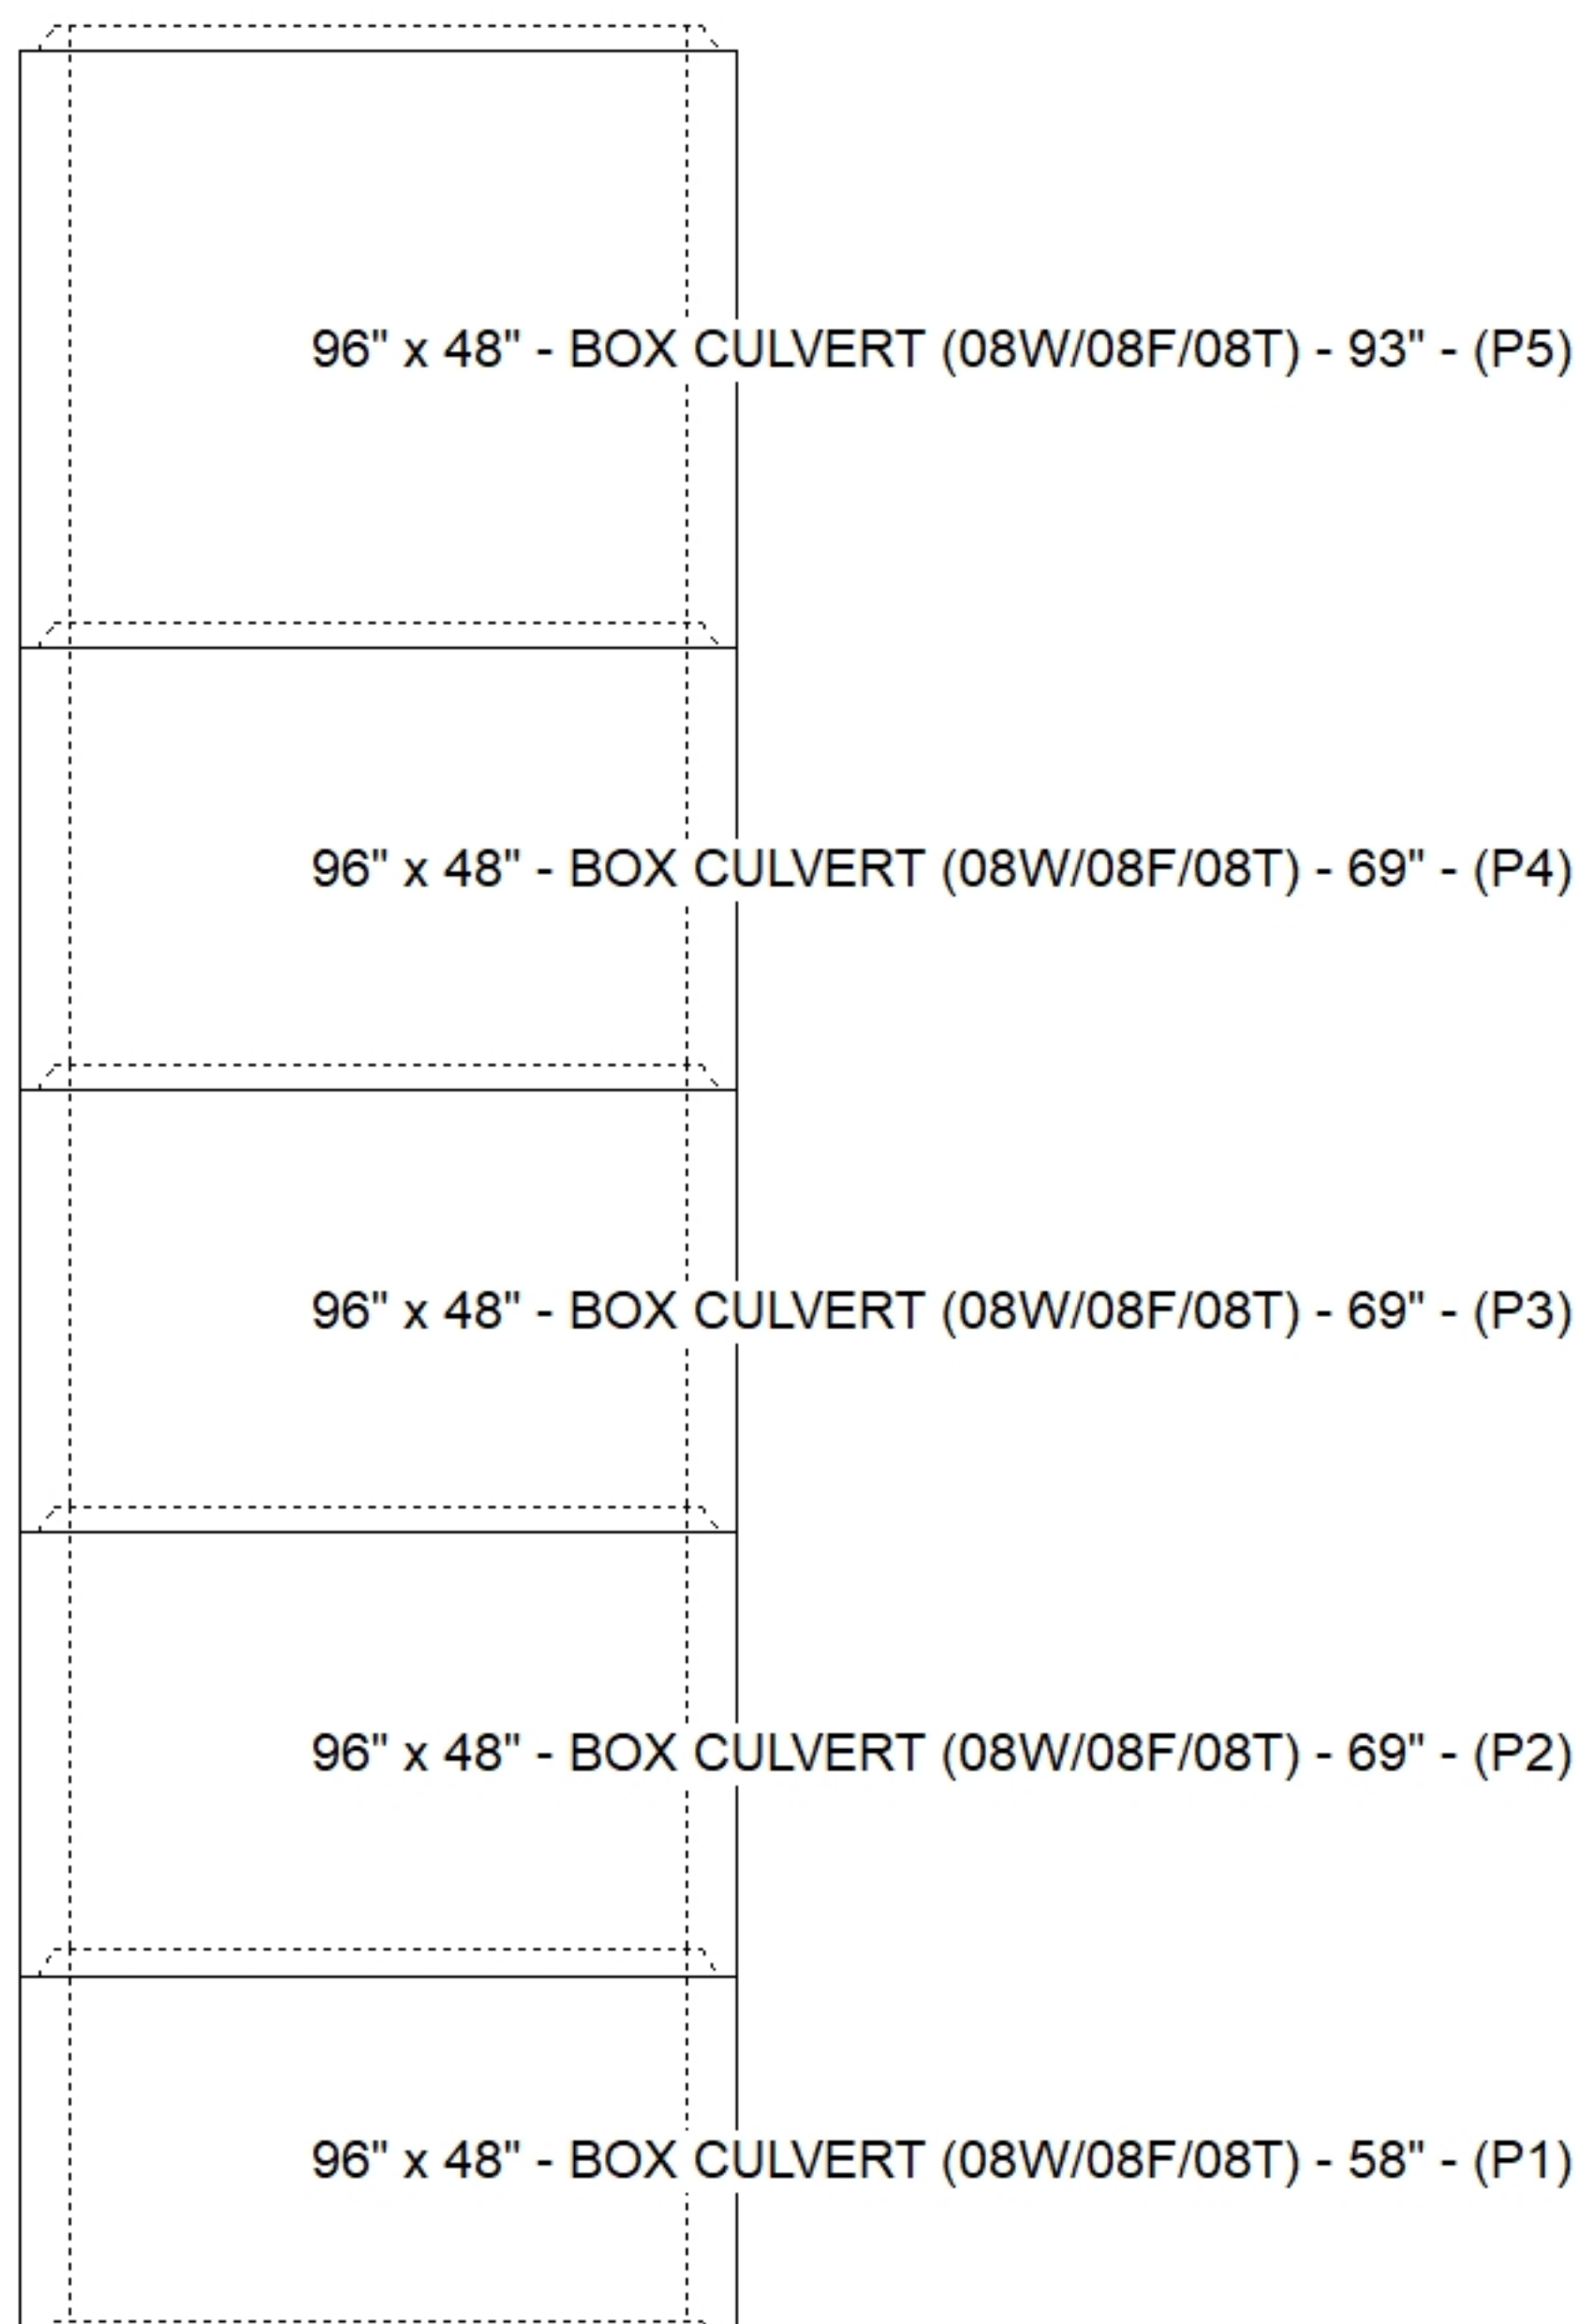 96" x 48" - BOX CULVERT (08W/08F/08T) - 93" - (P5)
96" x 48" - BOX CULVERT (08W/08F/08T) - 69" - (P4)
96" x 48" - BOX CULVERT (08W/08F/08T) - 69" - (P3)
96" x 48" - BOX CULVERT (08W/08F/08T) - 69" - (P2)
96" x 48" - BOX CULVERT (08W/08F/08T) - 58" - (P1)